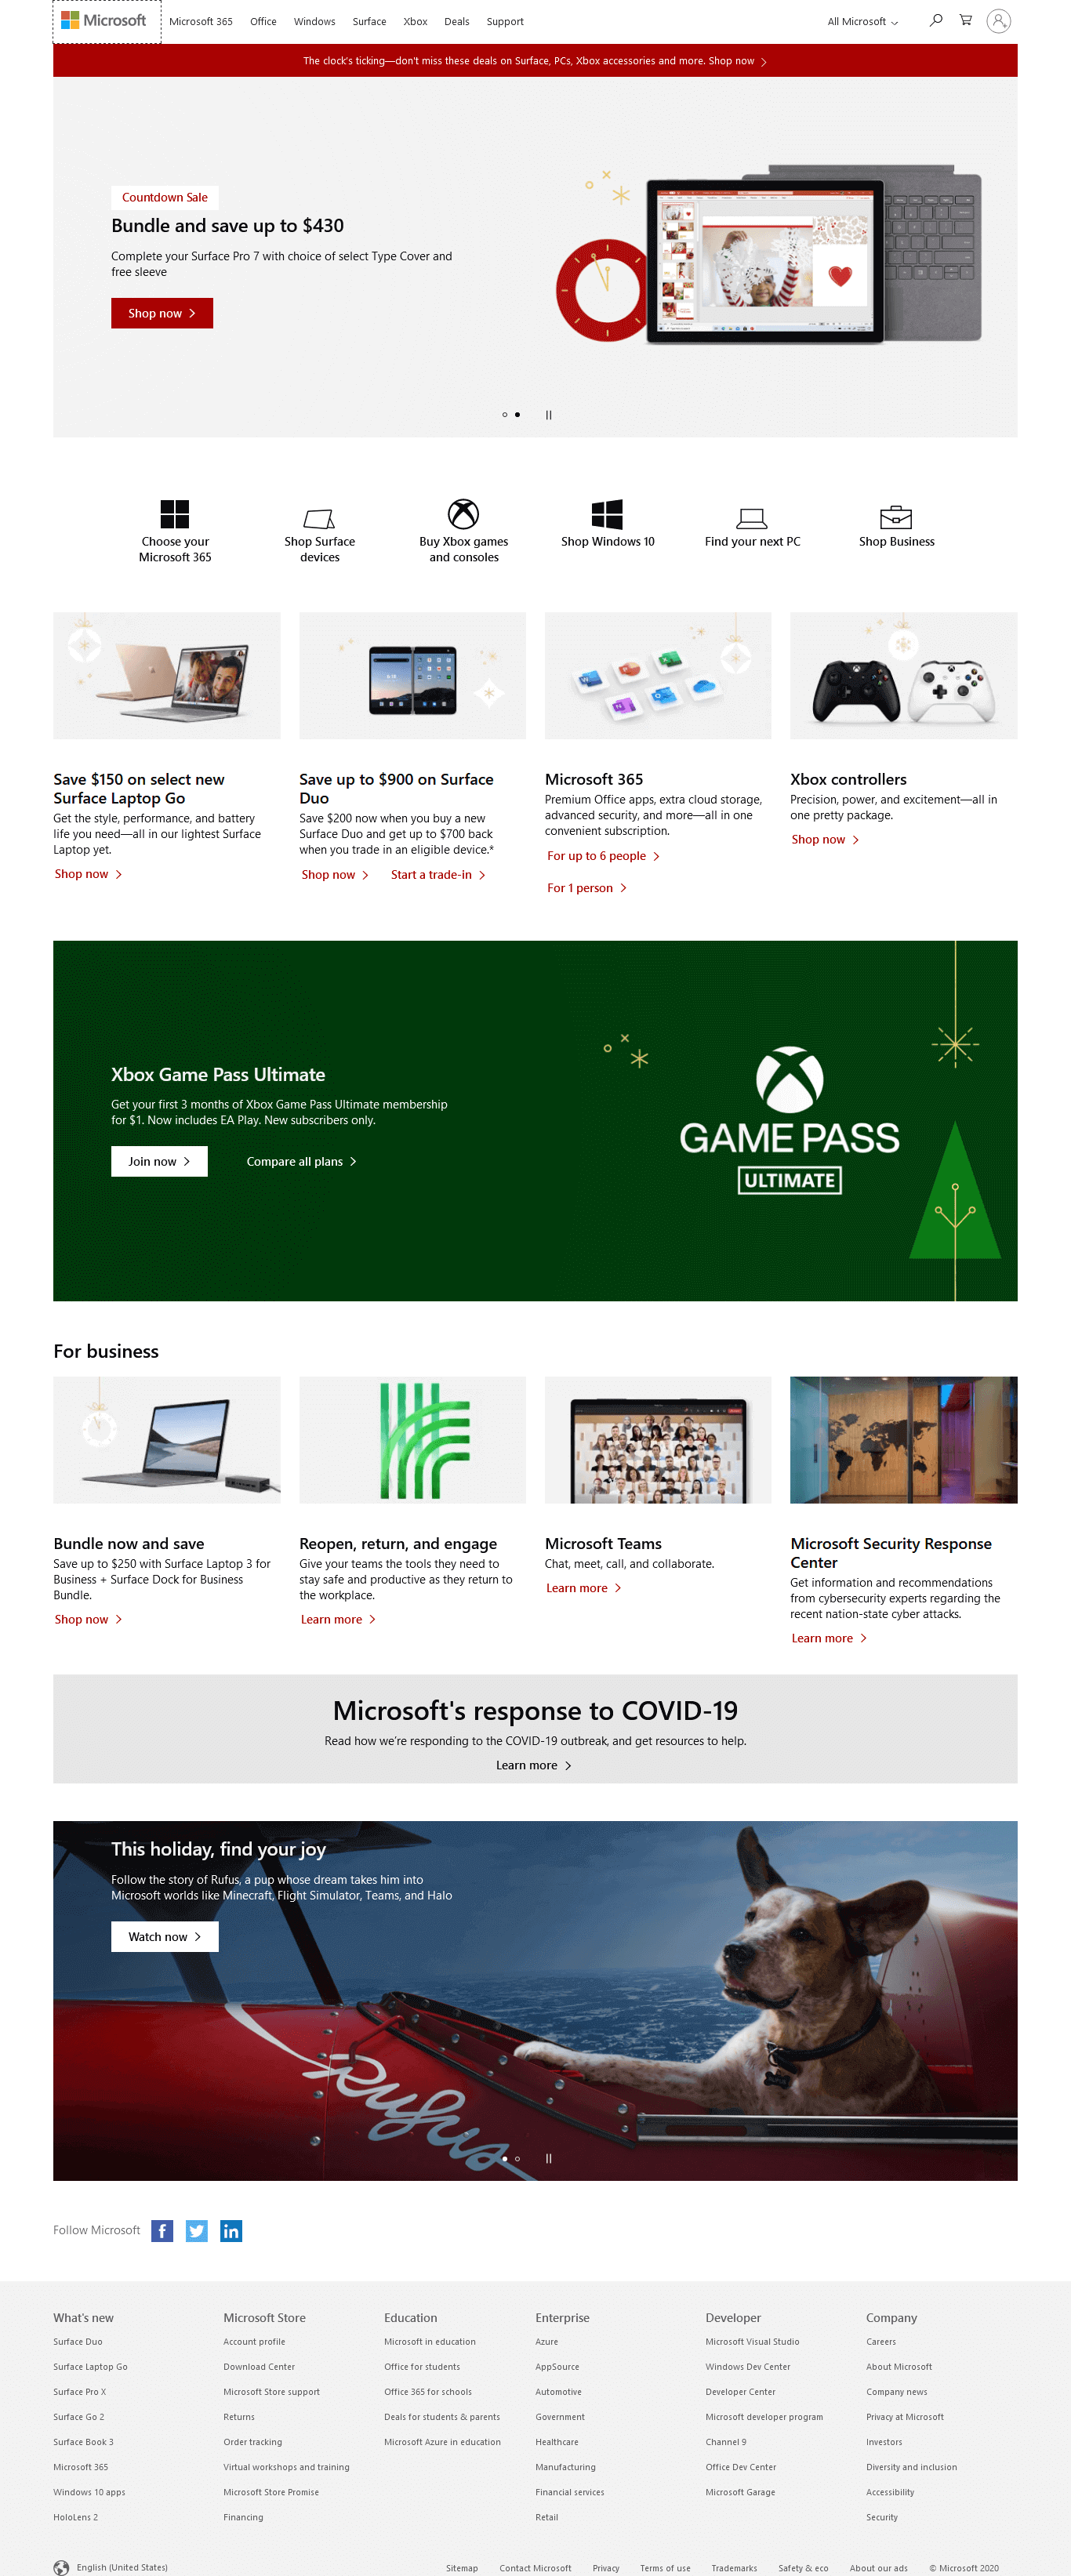 Microsoft
Microsoft 365
Office
Windows
Surface
Xbox
Deals
Support
All Microsoft
The clock's ticking—don't miss these deals on Surface, PCs, Xbox accessories and more. Shop now
Countdown Sale
Bundle and save up to $430
Complete your Surface Pro 7 with choice of select Type Cover and
free sleeve
Shop now
Choose your
Microsoft 365
Shop Surface
devices
Buy Xbox games
and consoles
Shop Windows 10
Find your next PC
Shop Business
Save $150 on select new
Surface Laptop Go
Get the style, performance, and battery
life you need—all in our lightest Surface
Laptop yet.
Shop now
Save up to $900 on Surface
Duo
Save $200 now when you buy a new
Surface Duo and get up to $700 back
when you trade in an eligible device.*
Shop now
Start a trade-in
Microsoft 365
Premium Office apps, extra cloud storage,
advanced security, and more—all in one
convenient subscription.
For up to 6 people
For 1 person
Xbox controllers
Precision, power, and excitement—all in
one pretty package.
Shop now
Xbox Game Pass Ultimate
Get your first 3 months of Xbox Game Pass Ultimate membership
for $1. Now includes EA Play. New subscribers only.
Join now
Compare all plans
GAME PASS
ULTIMATE
For business
Bundle now and save
Save up to $250 with Surface Laptop 3 for
Business + Surface Dock for Business
Bundle.
Shop now
Reopen, return, and engage
Give your teams the tools they need to
stay safe and productive as they return to
the workplace.
Learn more
Microsoft Teams
Chat, meet, call, and collaborate.
Learn more
Microsoft Security Response
Center
Get information and recommendations
from cybersecurity experts regarding the
recent nation-state cyber attacks.
Learn more
Microsoft's response to COVID-19
Read how we're responding to the COVID-19 outbreak, and get resources to help.
Learn more
This holiday, find your joy
Follow the story of Rufus, a pup whose dream takes him into
Microsoft worlds like Minecraft, Flight Simulator, Teams, and Halo
Watch now
Rufus
Follow Microsoft
What's new
Surface Duo
Surface Laptop Go
Surface Pro X
Surface Go 2
Surface Book 3
Microsoft 365
Windows 10 apps
HoloLens 2
Microsoft Store
Account profile
Download Center
Microsoft Store support
Returns
Order tracking
Virtual workshops and training
Microsoft Store Promise
Financing
Education
Microsoft in education
Office for students
Office 365 for schools
Deals for students & parents
Microsoft Azure in education
Enterprise
Azure
AppSource
Automotive
Government
Healthcare
Manufacturing
Financial services
Retail
Developer
Microsoft Visual Studio
Windows Dev Center
Developer Center
Microsoft developer program
Channel 9
Office Dev Center
Microsoft Garage
Company
Careers
About Microsoft
Company news
Privacy at Microsoft
Investors
Diversity and inclusion
Accessibility
Security
English (United States)
Sitemap
Contact Microsoft
Privacy
Terms of use
Trademarks
Safety & eco
About our ads
© Microsoft 2020